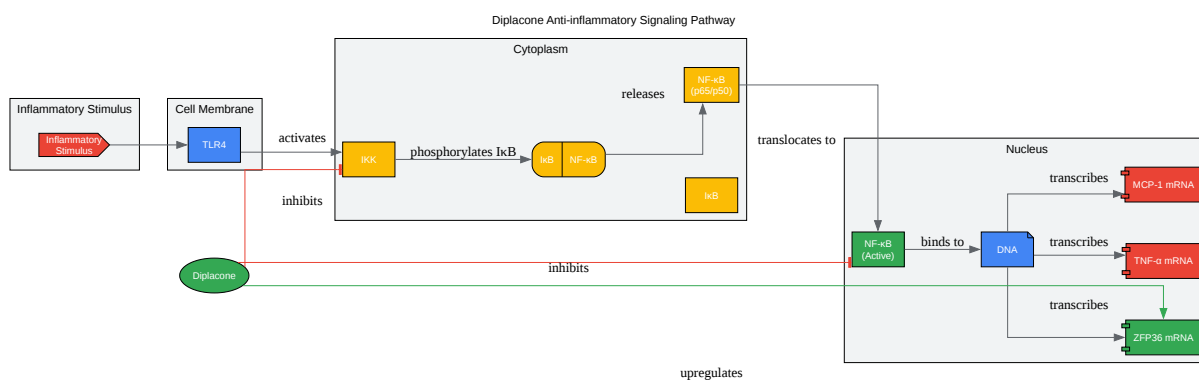 Diplacone Anti-inflammatory Signaling Pathway
Inflammatory Stimulus
Inflammatory
Stimulus
Cell Membrane
TLR4
activates
inhibits
Cytoplasm
IKK
phosphorylates IκB
IκB
NF-κB
releases
NF-κB
(p65/p50)
IκB
translocates to
Nucleus
NF-κB
(Active)
binds to
DNA
transcribes
MCP-1 mRNA
transcribes
TNF-α mRNA
transcribes
ZFP36 mRNA
Diplacone
inhibits
upregulates